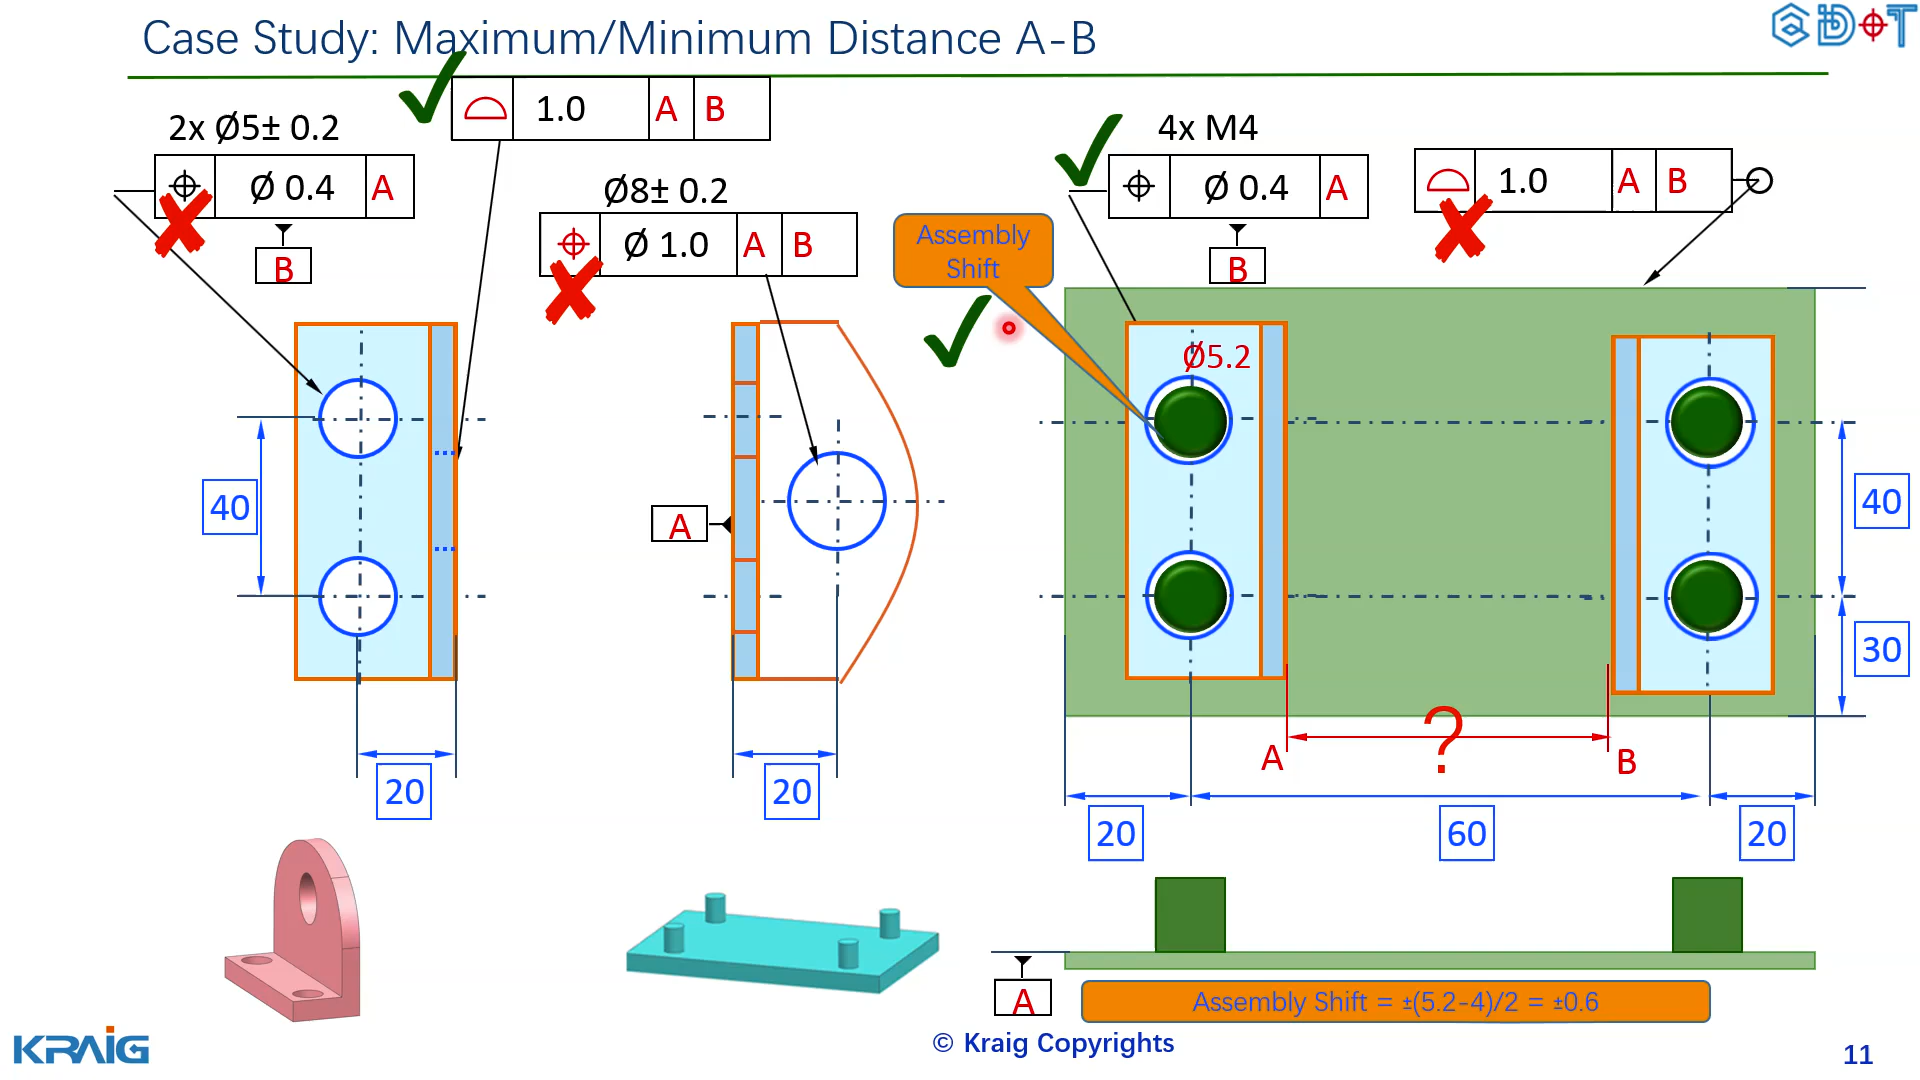 Case Study: Maximum/Minimum Distance A-B
DT
2x Ø5± 0.2
Ø 0.4 A
B
1.0 A B
Ø8± 0.2
Ø 1.0 A B
Assembly
Shift
4x M4
Ø 0.4 A
B
1.0 A B
Ø5.2
40
A
40
30
20
20
A
?
B
20
60
20
A
Assembly Shift = ±(5.2-4)/2 = ±0.6
KRAIG
© Kraig Copyrights
11